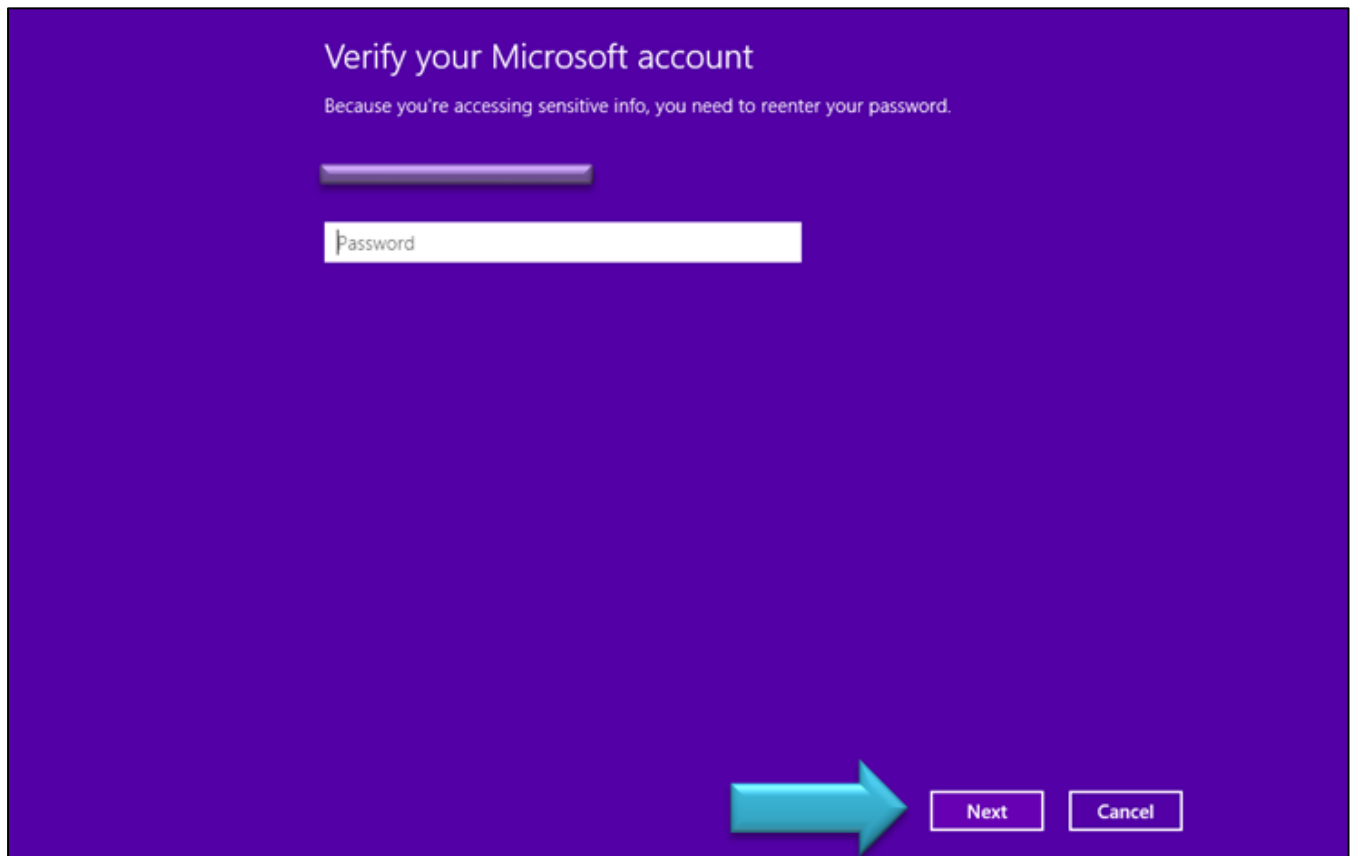 Verify your Microsoft account
Because you're accessing sensitive info, you need to reenter your password.
Password
Next
Cancel